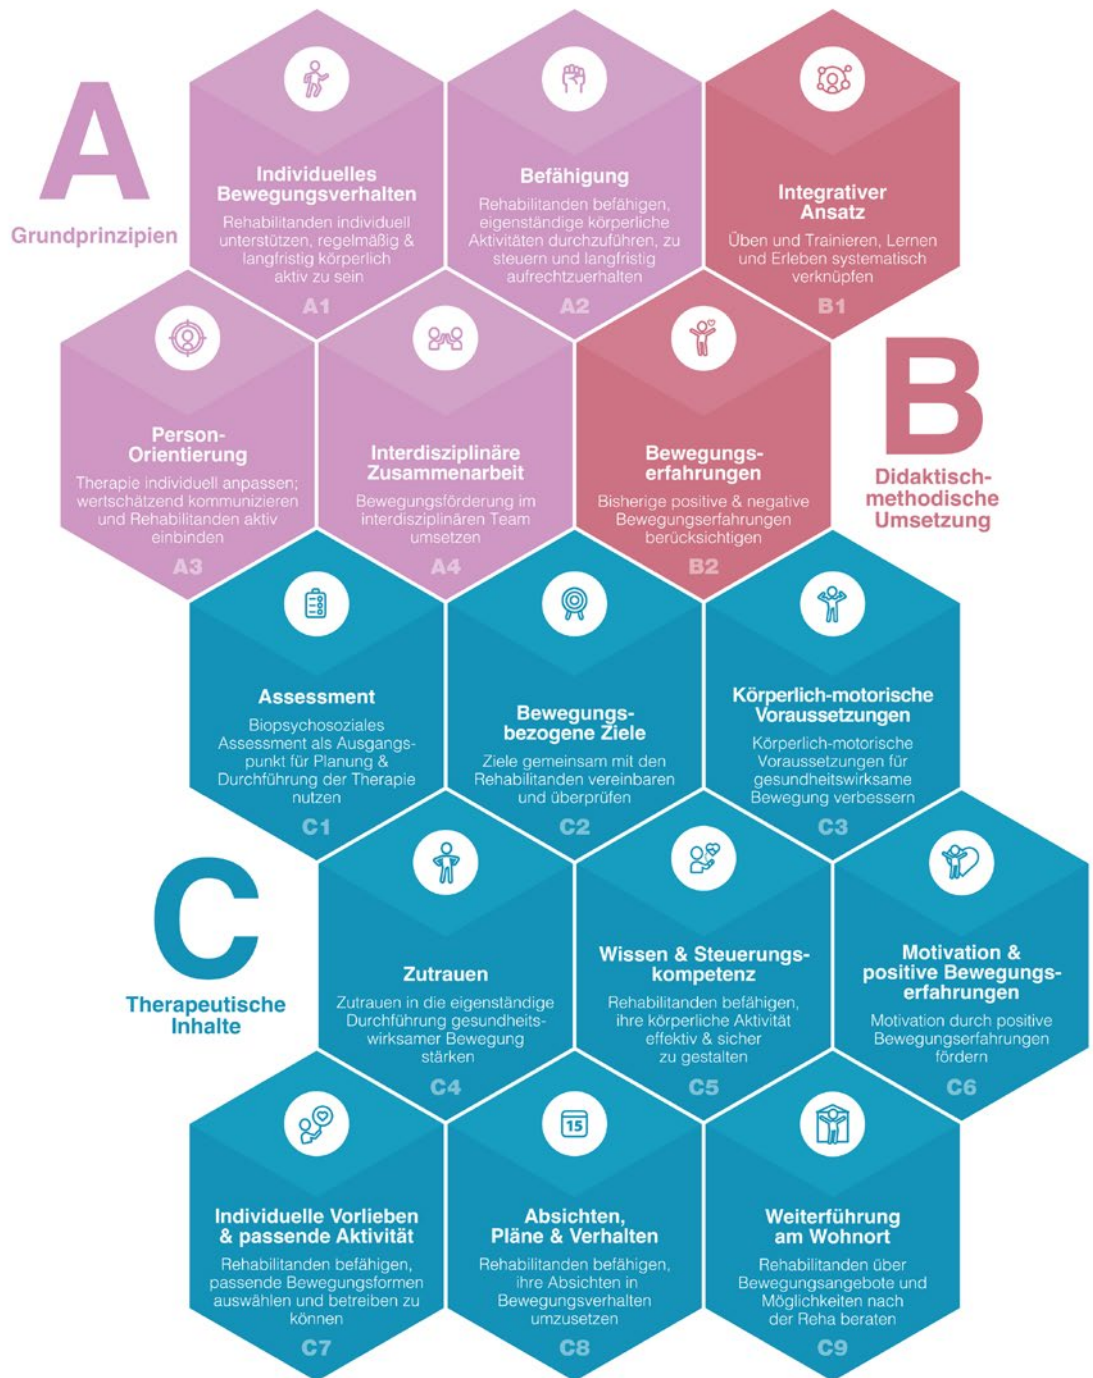 A
Grundprinzipien
Individuelles
Bewegungsverhalten
Rehabilitanden individuell
unterstützen, regelmäßig &
langfristig körperlich
aktiv zu sein
A1
Befähigung
Rehabilitanden befähigen,
eigenständige körperliche
Aktivitäten durchzuführen, zu
steuern und langfristig
aufrechtzuerhalten
A2
Integrativer
Ansatz
Üben und Trainieren, Lernen
und Erleben systematisch
verknüpfen
B1
Person-
Orientierung
Therapie individuell anpassen;
wertschätzend kommunizieren
und Rehabilitanden aktiv
einbinden
A3
Interdisziplinäre
Zusammenarbeit
Bewegungsförderung im
interdisziplinären Team
umsetzen
A4
Bewegungs-
erfahrungen
Bisherige positive & negative
Bewegungserfahrungen
berücksichtigen
B2
B
Didaktisch-
methodische
Umsetzung
Assessment
Biopsychosoziales
Assessment als Ausgangs-
punkt für Planung &
Durchführung der Therapie
nutzen
C1
Bewegungs-
bezogene Ziele
Ziele gemeinsam mit den
Rehabilitanden vereinbaren
und überprüfen
C2
Körperlich-motorische
Voraussetzungen
Körperlich-motorische
Voraussetzungen für
gesundheitswirksame
Bewegung verbessern
C3
C
Therapeutische
Inhalte
Zutrauen
Zutrauen in die eigenständige
Durchführung gesundheits-
wirksamer Bewegung
stärken
C4
Wissen & Steuerungs-
kompetenz
Rehabilitanden befähigen,
ihre körperliche Aktivität
effektiv & sicher
zu gestalten
C5
Motivation &
positive Bewegungs-
erfahrungen
Motivation durch positive
Bewegungserfahrungen
fördern
C6
Individuelle Vorlieben
& passende Aktivität
Rehabilitanden befähigen,
passende Bewegungsformen
auswählen und betreiben zu
können
C7
15
Absichten,
Pläne & Verhalten
Rehabilitanden befähigen,
ihre Absichten in
Bewegungsverhalten
umzusetzen
C8
Weiterführung
am Wohnort
Rehabilitanden über
Bewegungsangebote und
Möglichkeiten nach
der Reha beraten
C9